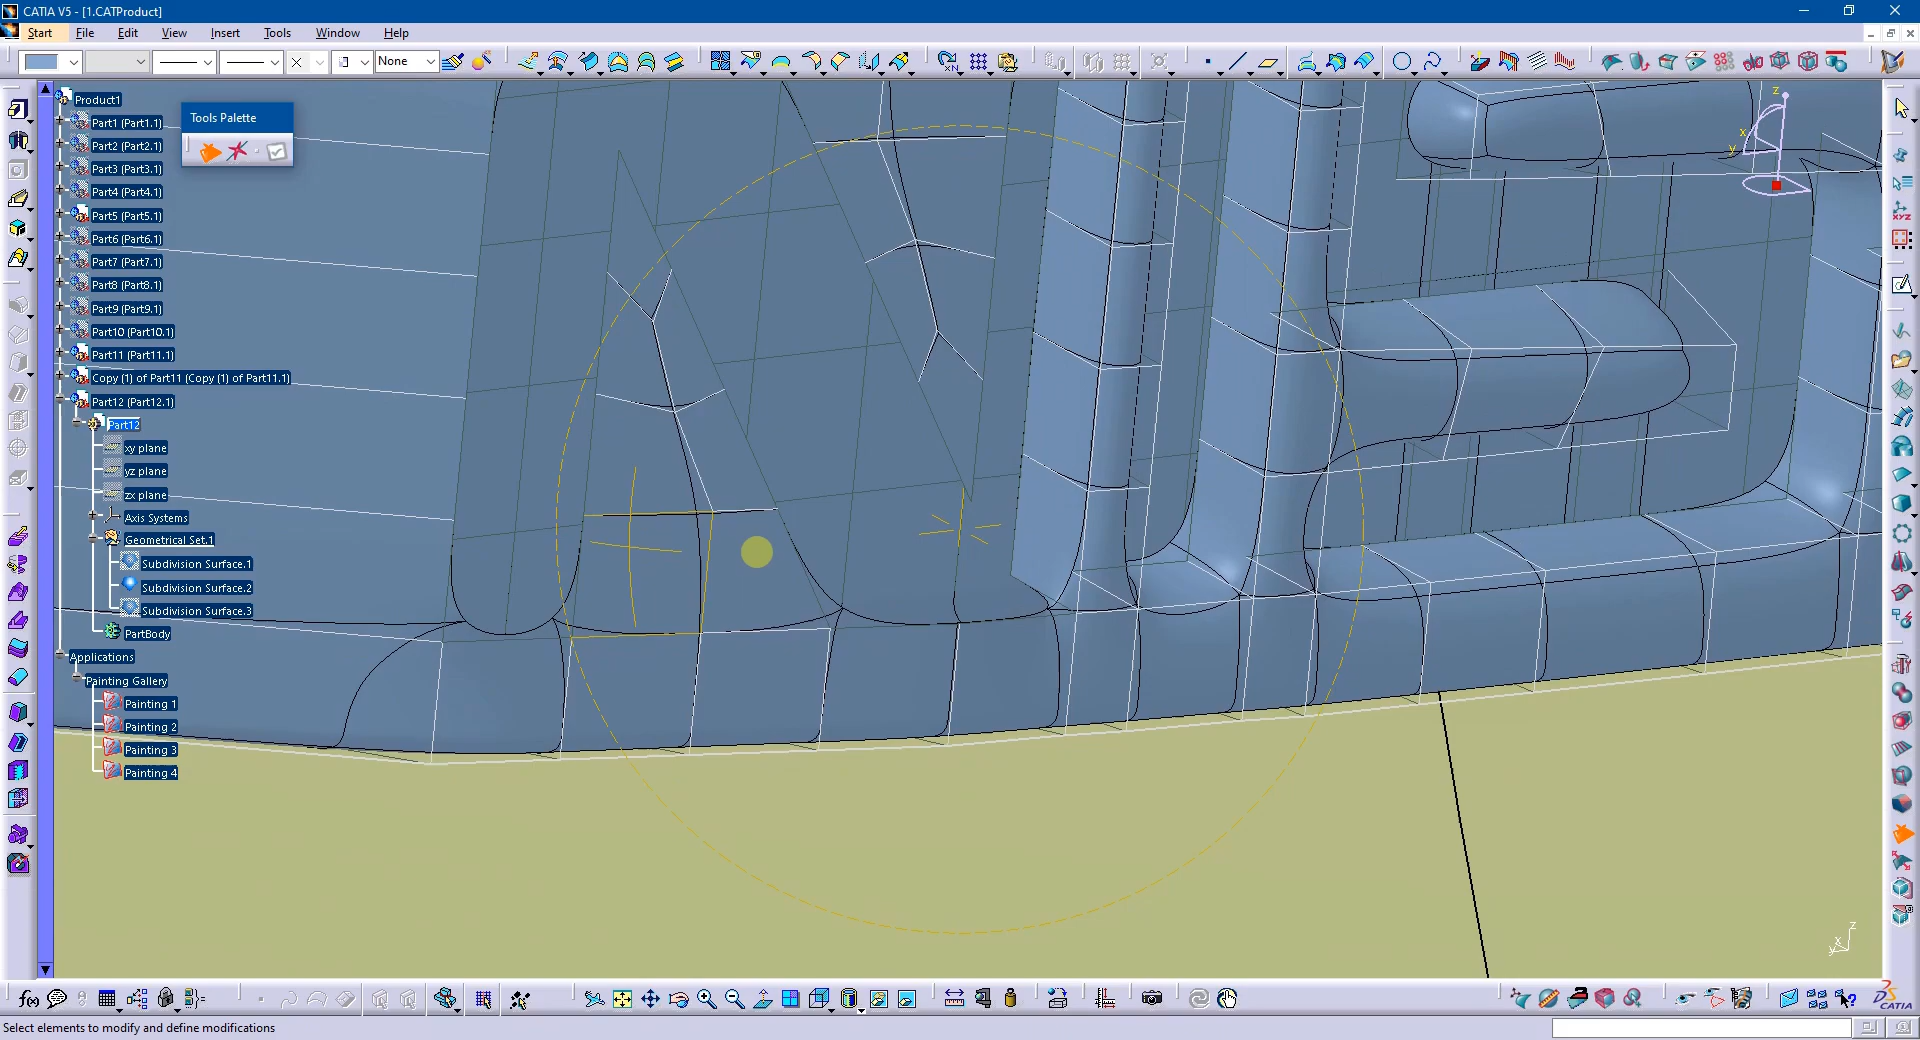 CATIA V5 - [1.CATProduct]
Start File Edit View Insert Tools Window Help
None
Product1
Part1 (Part1.1)
Part2 (Part2.1)
Part3 (Part3.1)
Part4 (Part4.1)
Part5 (Part5.1)
Part6 (Part6.1)
Part7 (Part7.1)
Part8 (Part8.1)
Part9 (Part9.1)
Part10 (Part10.1)
Part11 (Part11.1)
Copy (1) of Part11 (Copy (1) of Part11.1)
Part12 (Part12.1)
Part12
xy plane
yz plane
zx plane
Axis Systems
Geometrical Set.1
Subdivision Surface.1
Subdivision Surface.2
Subdivision Surface.3
PartBody
Applications
Painting Gallery
Painting 1
Painting 2
Painting 3
Painting 4
Tools Palette
z
x
y
z
x
y
f(x)
CATIA
Select elements to modify and define modifications